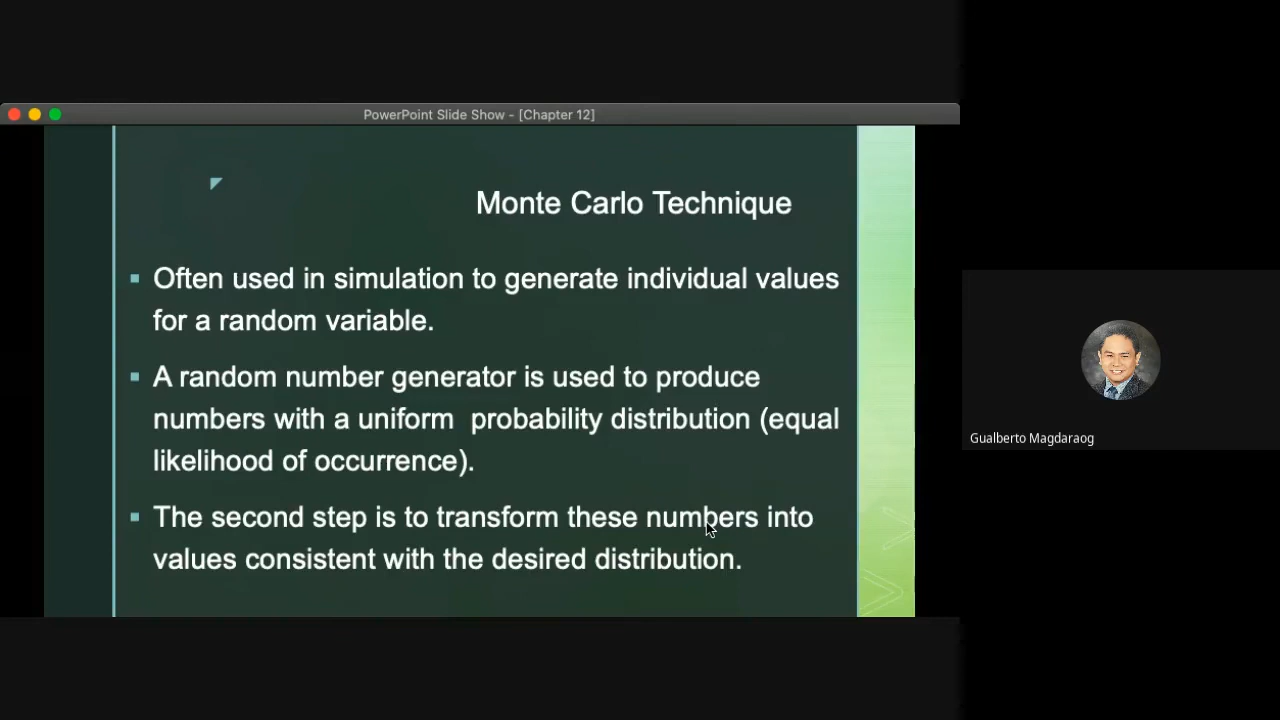 PowerPoint Slide Show - [Chapter 12]
Monte Carlo Technique
Often used in simulation to generate individual values
for a random variable.
A random number generator is used to produce
numbers with a uniform  probability distribution (equal
likelihood of occurrence).
The second step is to transform these numbers into
values consistent with the desired distribution.
Gualberto Magdaraog